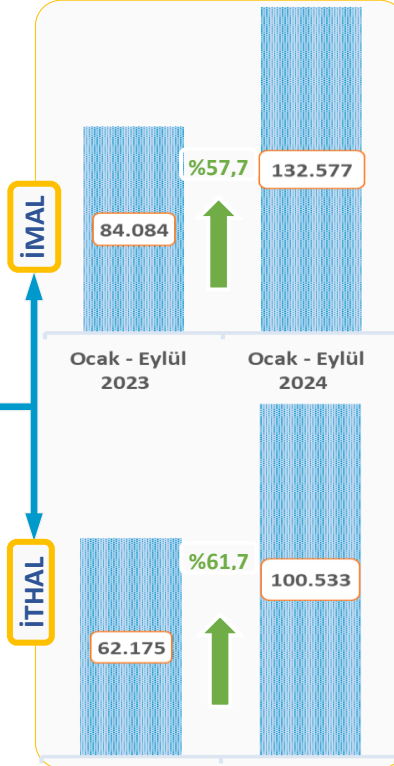 İMAL
%57,7
132.577
84.084
Ocak - Eylül
2023
Ocak - Eylül
2024
İTHAL
%61,7
100.533
62.175